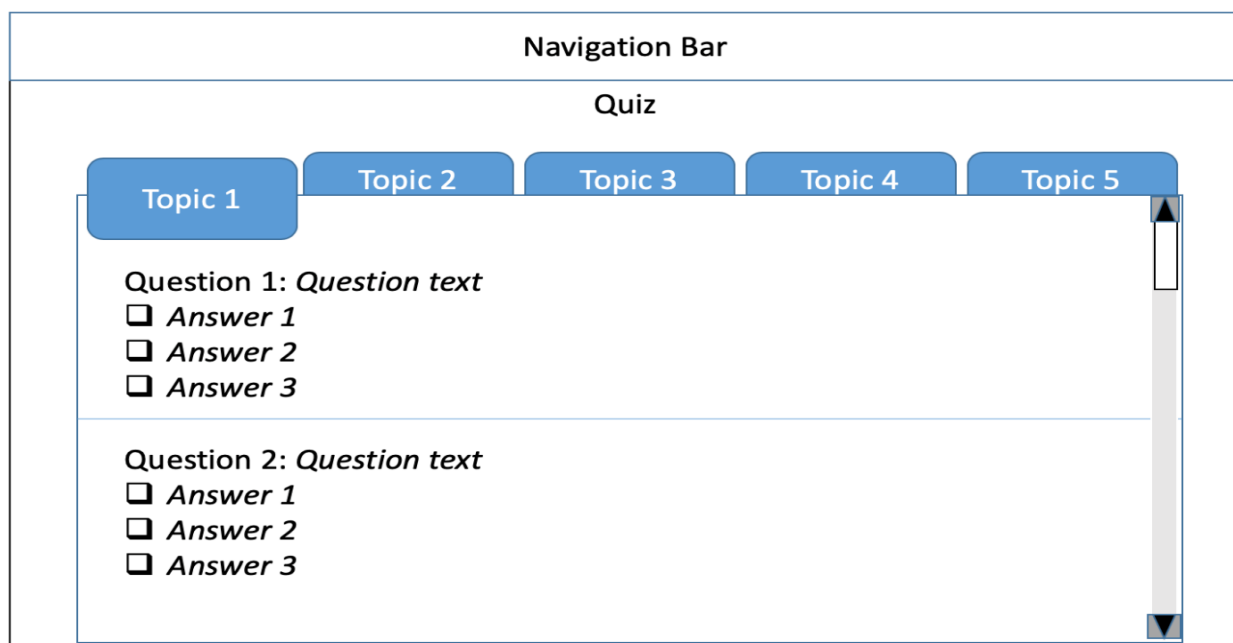 Navigation Bar
Quiz
Topic 1
Topic 2
Topic 3
Topic 4
Topic 5
Question 1: Question text
❑ Answer 1
❑ Answer 2
❑ Answer 3
Question 2: Question text
❑ Answer 1
❑ Answer 2
❑ Answer 3